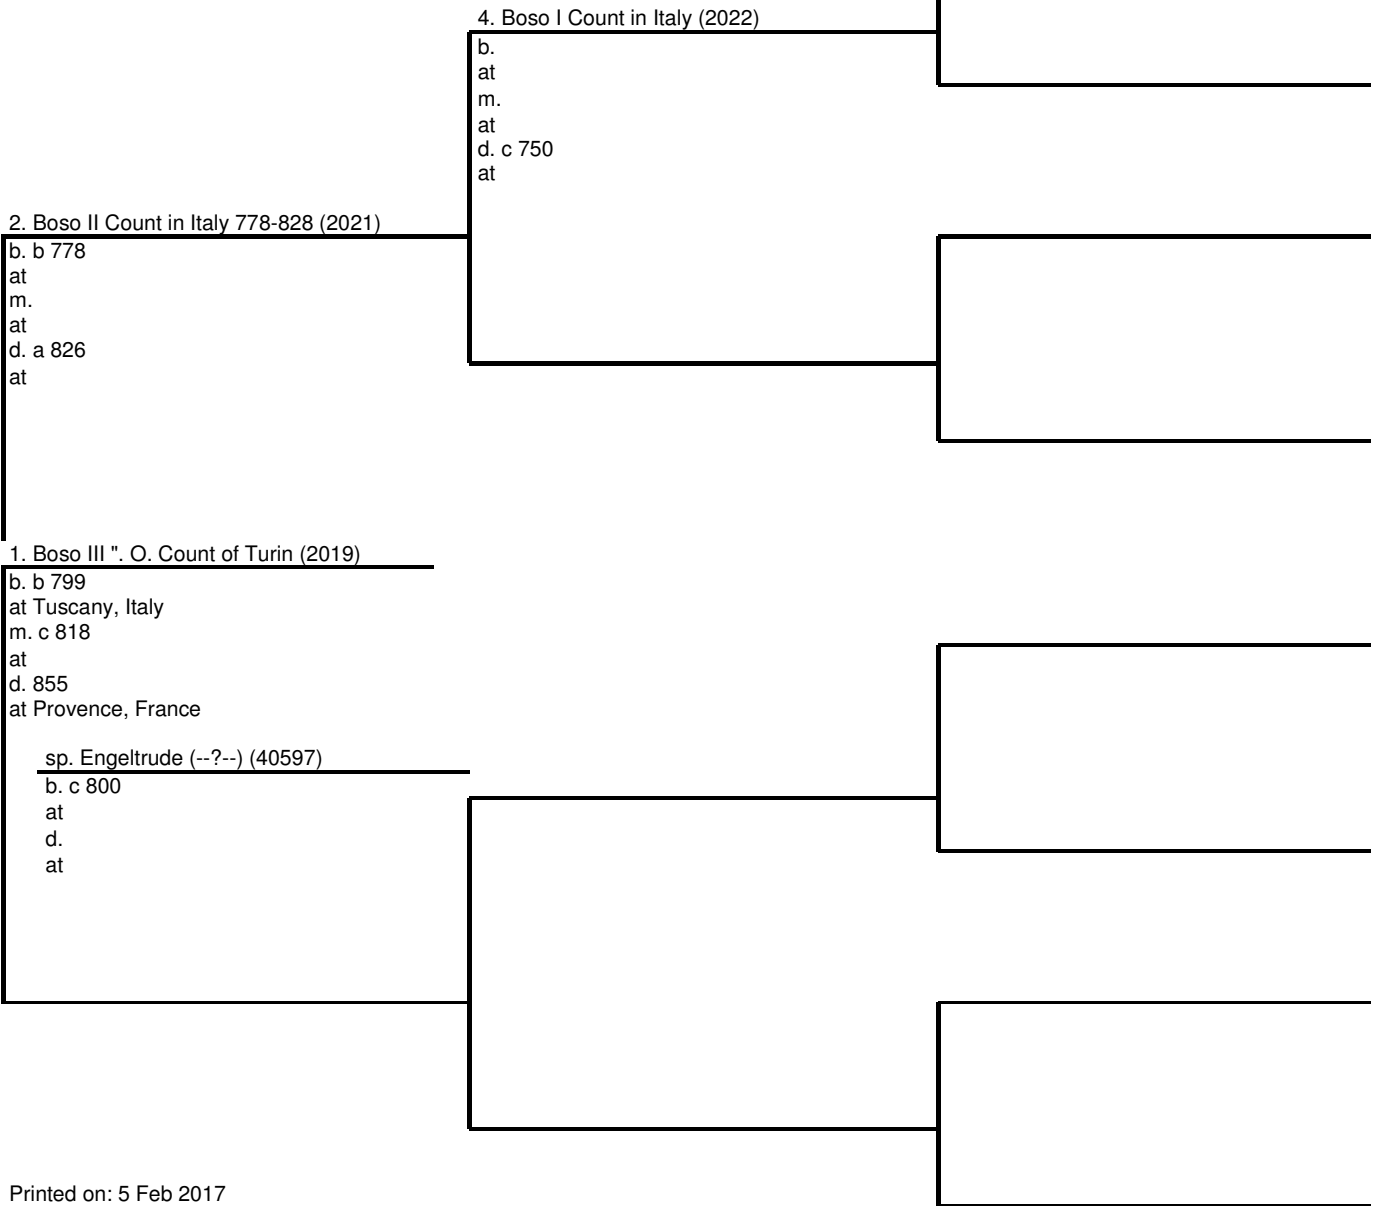 4. Boso I Count in Italy (2022)
b.
at
m.
at
d. c 750
at
2. Boso II Count in Italy 778-828 (2021)
b. b 778
at
m.
at
d. a 826
at
1. Boso III ". O. Count of Turin (2019)
b. b 799
at Tuscany, Italy
m. c 818
at
d. 855
at Provence, France
sp. Engeltrude (--?--) (40597)
b. c 800
at
d.
at
Printed on: 5 Feb 2017